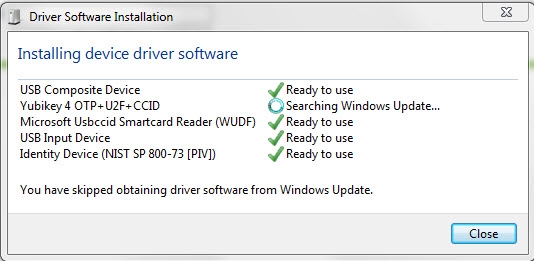 Driver Software Installation
Installing device driver software
USB Composite Device Ready to use
Yubikey 4 OTP+U2F+CCID Searching Windows Update...
Microsoft Usbccid Smartcard Reader (WUDF) Ready to use
USB Input Device Ready to use
Identity Device (NIST SP 800-73 [PIV]) Ready to use
You have skipped obtaining driver software from Windows Update.
Close